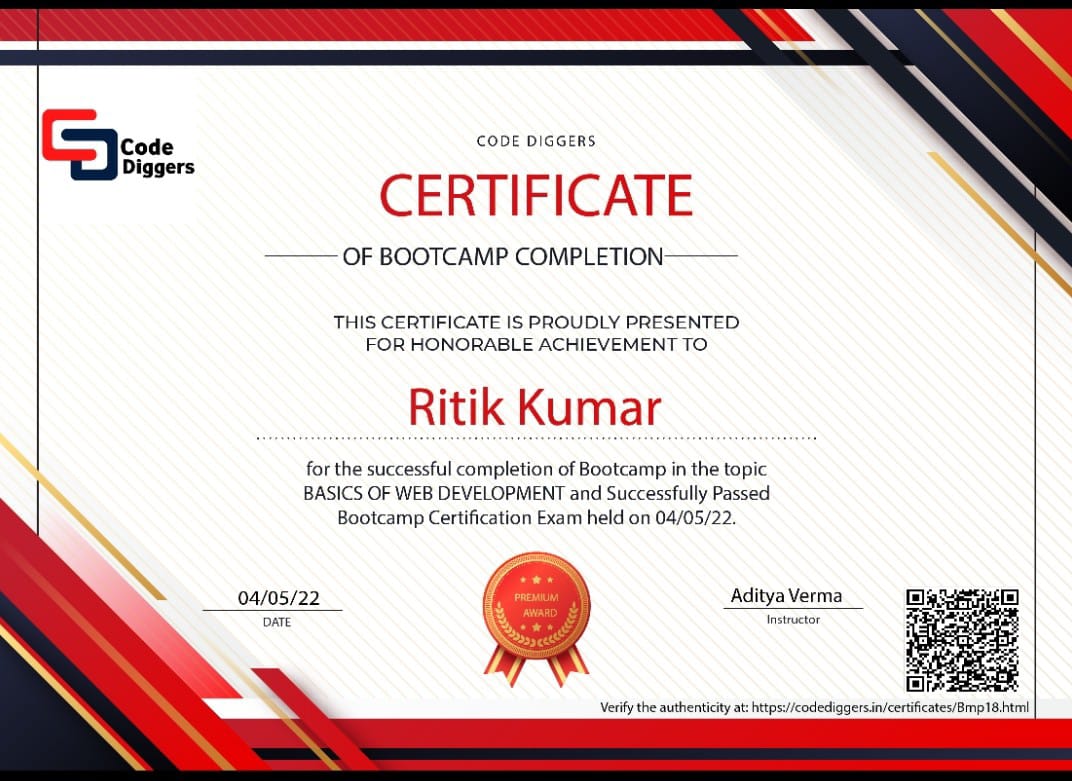 Code
Diggers
CODE DIGGERS
CERTIFICATE
OF BOOTCAMP COMPLETION
THIS CERTIFICATE IS PROUDLY PRESENTED
FOR HONORABLE ACHIEVEMENT TO
Ritik Kumar
for the successful completion of Bootcamp in the topic
BASICS OF WEB DEVELOPMENT and Successfully Passed
Bootcamp Certification Exam held on 04/05/22.
04/05/22
DATE
PREMIUM
AWARD
Aditya Verma
Instructor
Verify the authenticity at: https://codediggers.in/certificates/Bmp18.html